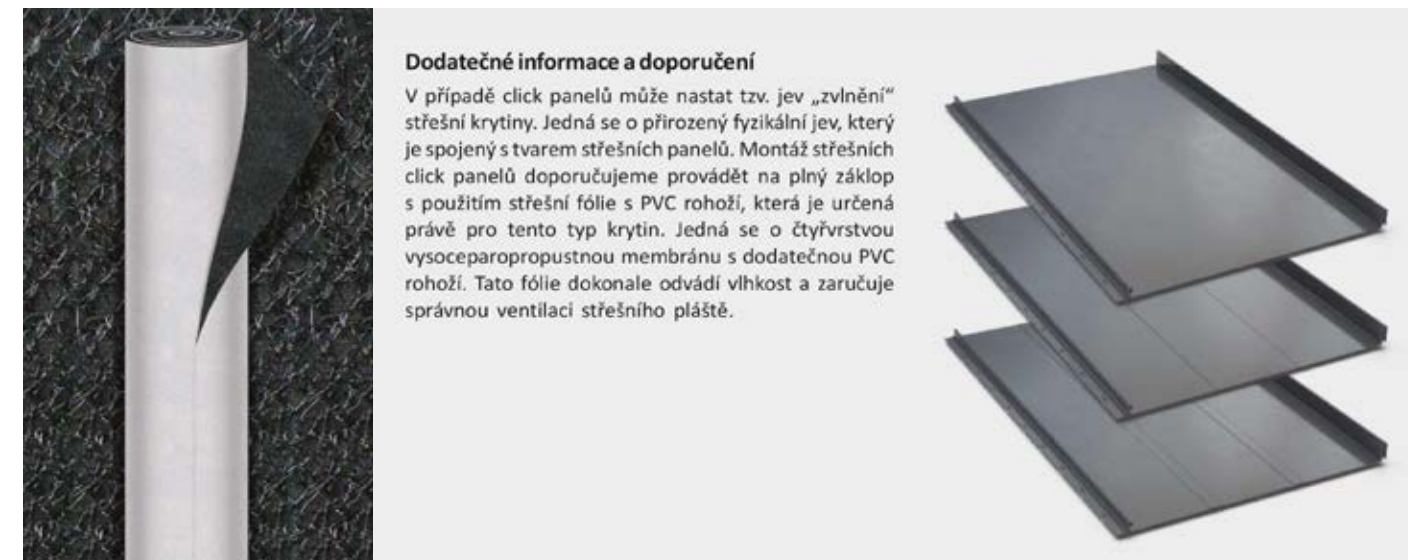 Dodatečné informace a doporučení
V případě click panelů může nastat tzv. jev „zvlnění“
střešní krytiny. Jedná se o přirozený fyzikální jev, který
je spojený s tvarem střešních panelů. Montáž střešních
click panelů doporučujeme provádět na plný záklop
s použitím střešní fólie s PVC rohoží, která je určená
právě pro tento typ krytin. Jedná se o čtyřvrstvou
vysoceparopropustnou membránu s dodatečnou PVC
rohoží. Tato fólie dokonale odvádí vlhkost a zaručuje
správnou ventilaci střešního pláště.